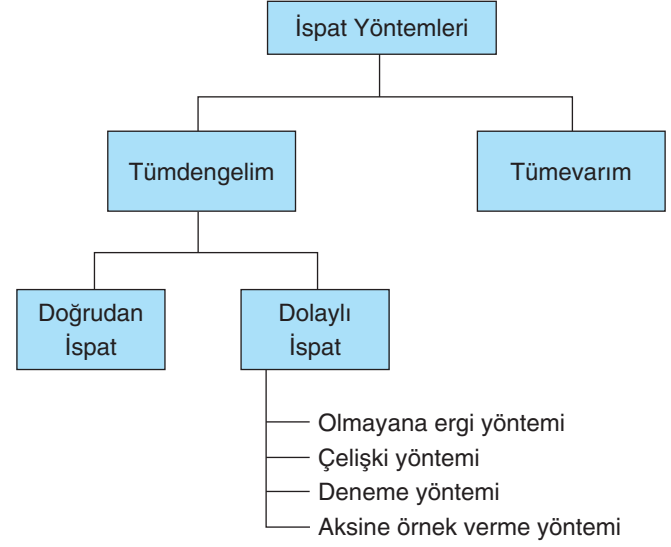 İspat Yöntemleri
Tümdengelim
Tümevarım
Doğrudan
İspat
Dolaylı
İspat
Olmayana ergi yöntemi
Çelişki yöntemi
Deneme yöntemi
Aksine örnek verme yöntemi